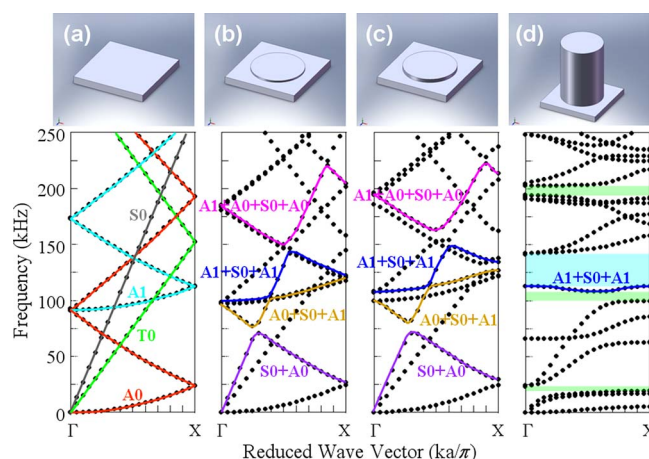 (a)
(b)
(c)
(d)
Frequency (kHz)
250
200
150
100
50
0
S0
A1
T0
A0
A1+A0+S0+A0
A1+S0+A1
A0+S0+A1
S0+A0
A1+A0+S0+A0
A1+S0+A1
A0+S0+A1
S0+A0
A1+S0+A1
Γ X Γ X Γ X Γ X
Reduced Wave Vector (ka/π)